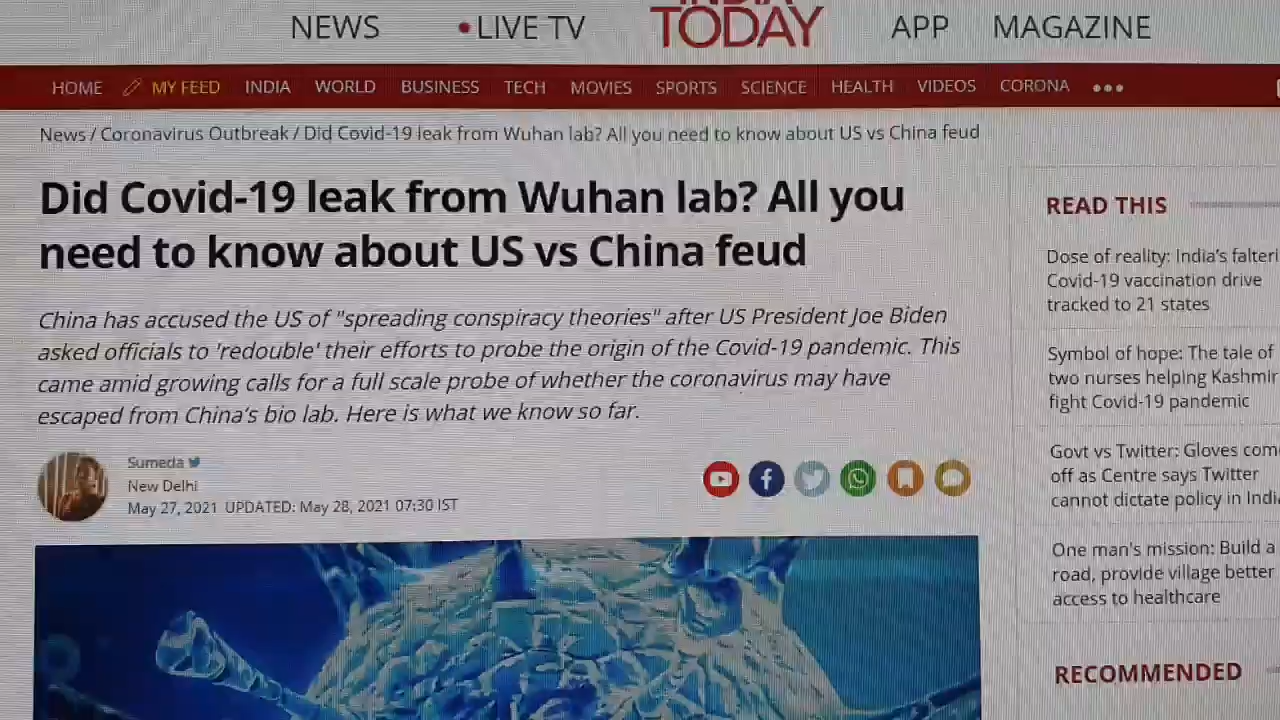 NEWS
LIVE TV
INDIA
TODAY
APP
MAGAZINE
HOME
MY FEED
INDIA
WORLD
BUSINESS
TECH
MOVIES
SPORTS
SCIENCE
HEALTH
VIDEOS
CORONA
News / Coronavirus Outbreak / Did Covid-19 leak from Wuhan lab? All you need to know about US vs China feud
Did Covid-19 leak from Wuhan lab? All you
need to know about US vs China feud
China has accused the US of "spreading conspiracy theories" after US President Joe Biden
asked officials to 'redouble' their efforts to probe the origin of the Covid-19 pandemic. This
came amid growing calls for a full scale probe of whether the coronavirus may have
escaped from China's bio lab. Here is what we know so far.
Sumeda
New Delhi
May 27, 2021 UPDATED: May 28, 2021 07:30 IST
READ THIS
Dose of reality: India's falteri
Covid-19 vaccination drive
tracked to 21 states
Symbol of hope: The tale of
two nurses helping Kashmir
fight Covid-19 pandemic
Govt vs Twitter: Gloves com
off as Centre says Twitter
cannot dictate policy in Indi
One man's mission: Build a
road, provide village better
access to healthcare
RECOMMENDED